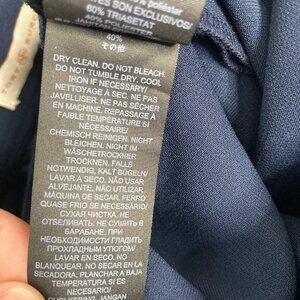 60% TRIASETAT
40%
その他
DRY CLEAN. DO NOT BLEACH.
DO NOT TUMBLE DRY. COOL
IRON IF NECESSARY/
NETTOYAGE À SEC. NE PAS
JAVELLISER. NE PAS SÉCHER
EN MACHINE. REPASSAGE À
FAIBLE TEMPÉRATURE SI
NÉCESSAIRE/
CHEMISCH REINIGEN. NICHT
BLEICHEN. NICHT IM
WÄSCHETROCKNER
TROCKNEN. FALLS
NOTWENDIG, KALT BÜGELN/
LAVAR A SECO. NÃO USAR
ALVEJANTE. NÃO USAR
MÁQUINA DE SECAR. FERRO
QUASE FRIO SE NECESSÁRIO/
СУХАЯ ЧИСТКА. НЕ
ОТБЕЛИВАТЬ. НЕ СУШИТЬ В
БАРАБАНЕ. ПРИ
НЕОБХОДИМОСТИ ГЛАДИТЬ
ПРОХЛАДНЫМ УТЮГОМ/
LAVAR EN SECO. NO
BLANQUEAR. NO SECAR EN LA
SECADORA. PLANCHAR A BAJA
TEMPERATURA SI ES
NECESARIO/
JANGAN